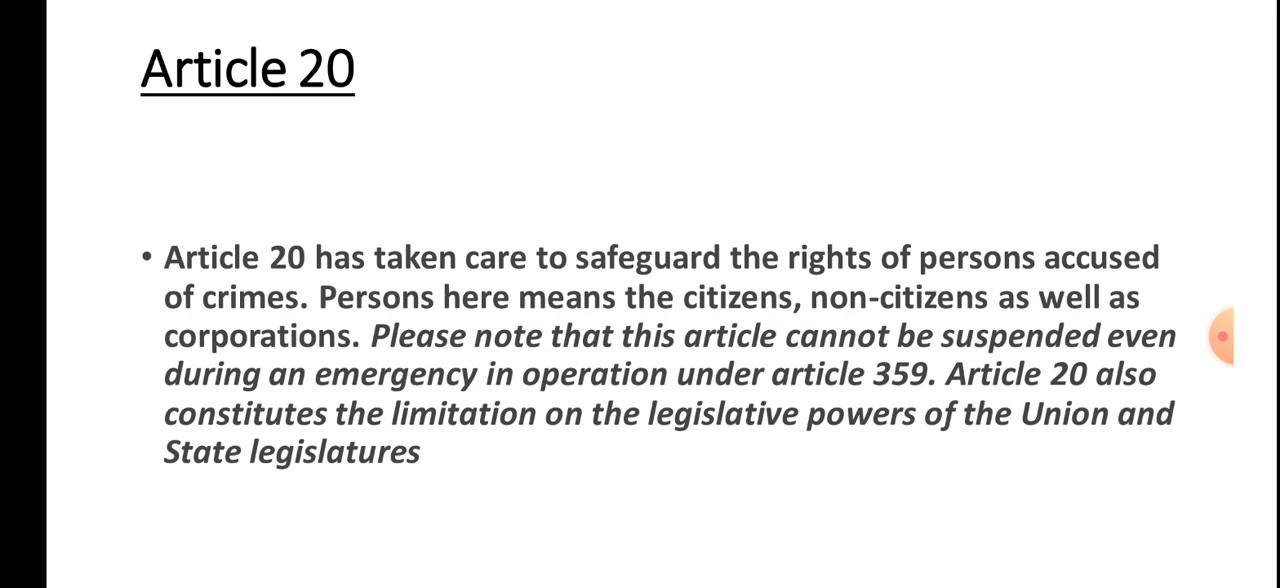 Article 20
• Article 20 has taken care to safeguard the rights of persons accused
of crimes. Persons here means the citizens, non-citizens as well as
corporations. Please note that this article cannot be suspended even
during an emergency in operation under article 359. Article 20 also
constitutes the limitation on the legislative powers of the Union and
State legislatures